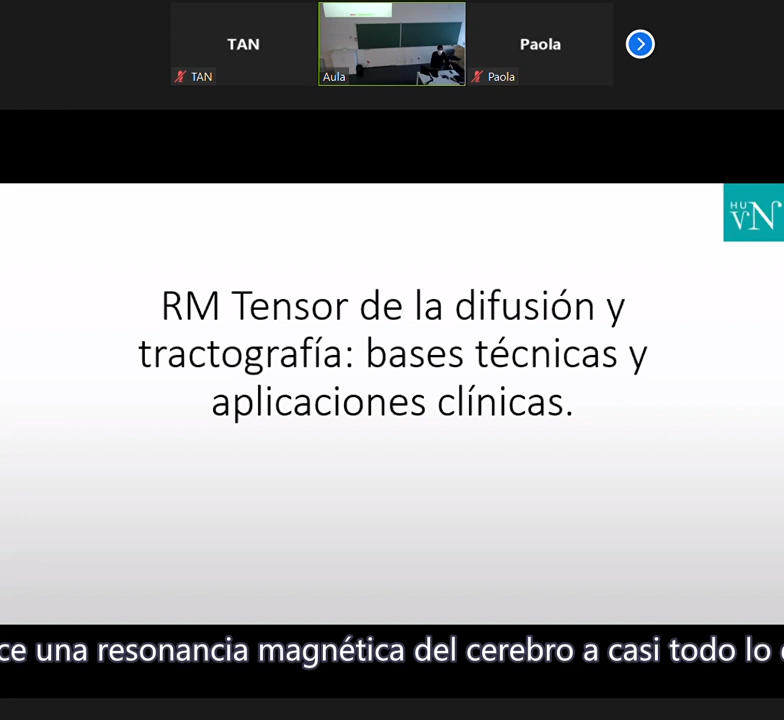 TAN
Paola
TAN
Aula
Paola
HU
VN
RM Tensor de la difusión y
tractografía: bases técnicas y
aplicaciones clínicas.
una resonancia magnética del cerebro a casi todo lo